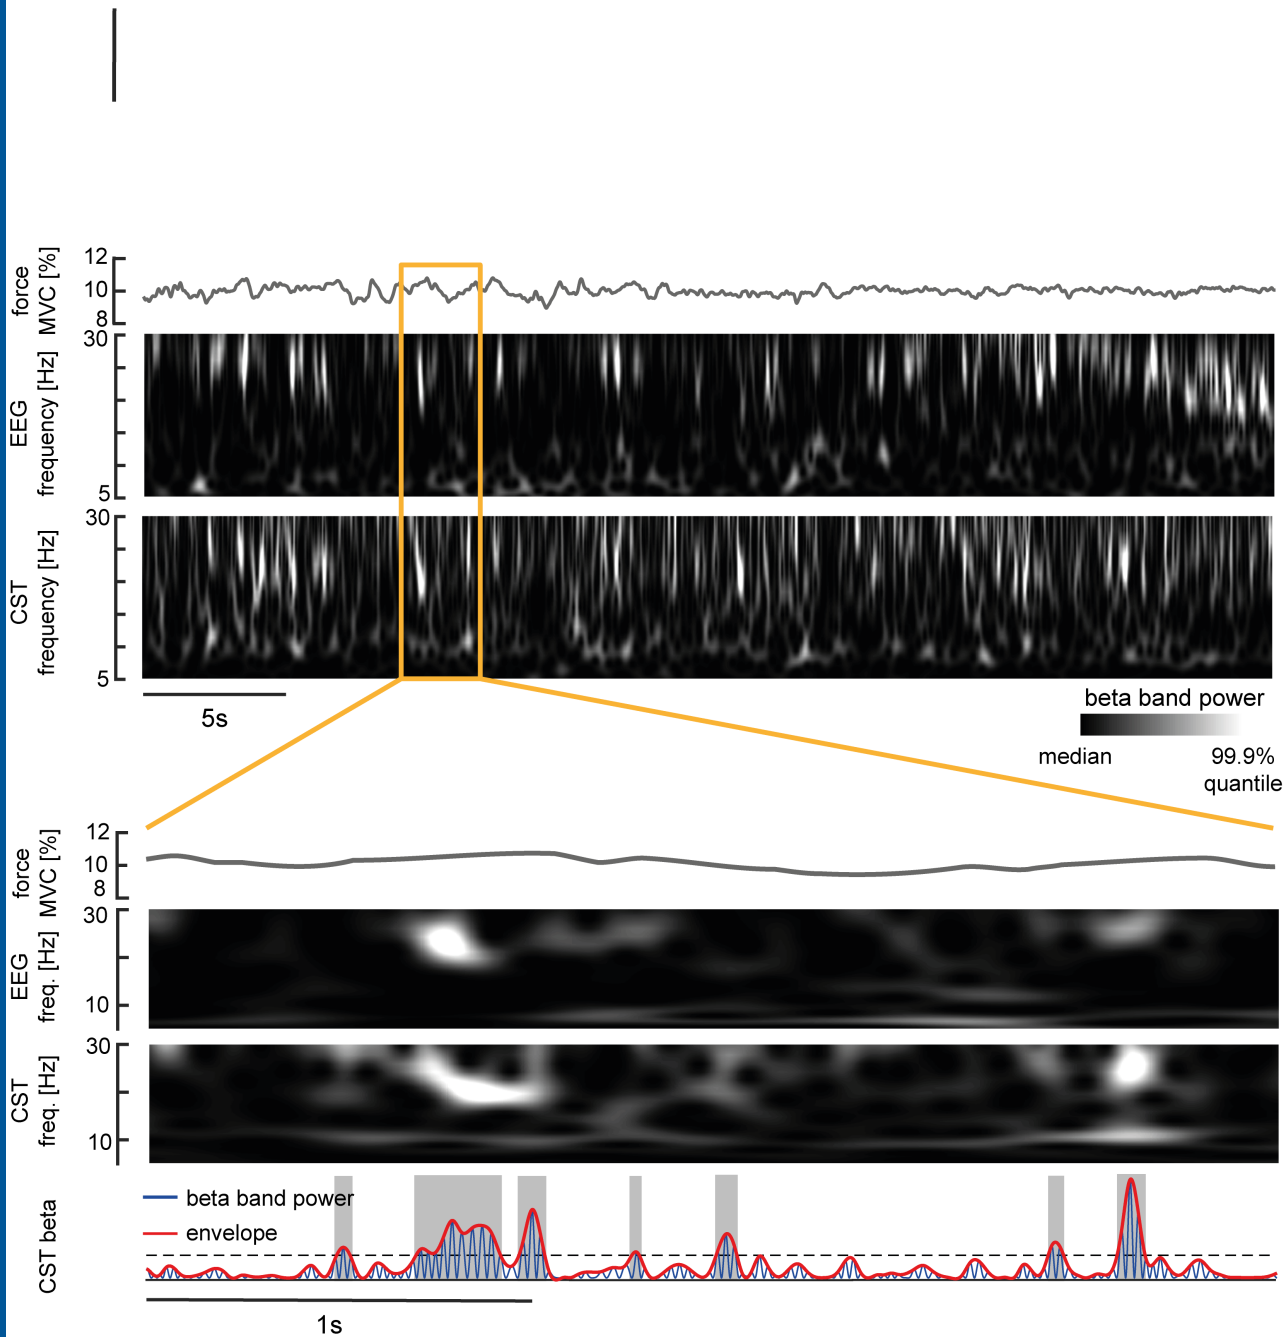 force
MVC [%]
12
10
8
EEG
frequency [Hz]
30
5
CST
frequency [Hz]
30
5
5s
beta band power
median
99.9%
quantile
force
MVC [%]
12
10
8
EEG
freq. [Hz]
30
10
CST
freq. [Hz]
30
10
CST beta
beta band power
envelope
1s